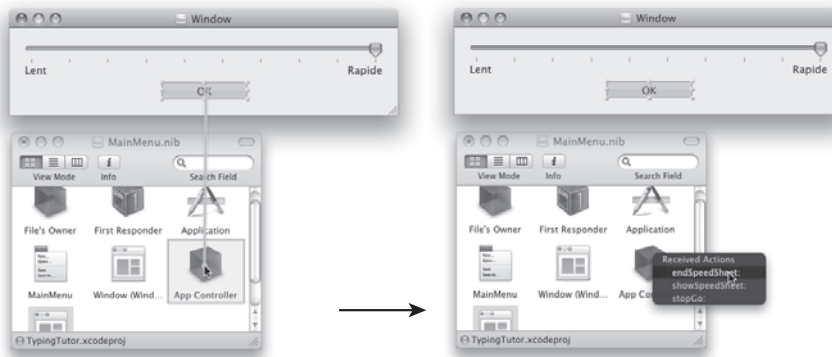 Window
Lent Rapide
OK
MainMenu.nib
View Mode Info Search Field
File's Owner First Responder Application
MainMenu Window (Wind... App Controller
TypingTutor.xcodeproj
Window
Lent Rapide
OK
MainMenu.nib
View Mode Info Search Field
File's Owner First Responder Application
Received Actions
endSpeedSheet:
showSpeedSheet:
stopGo:
MainMenu Window (Wind... App Co
TypingTutor.xcodeproj